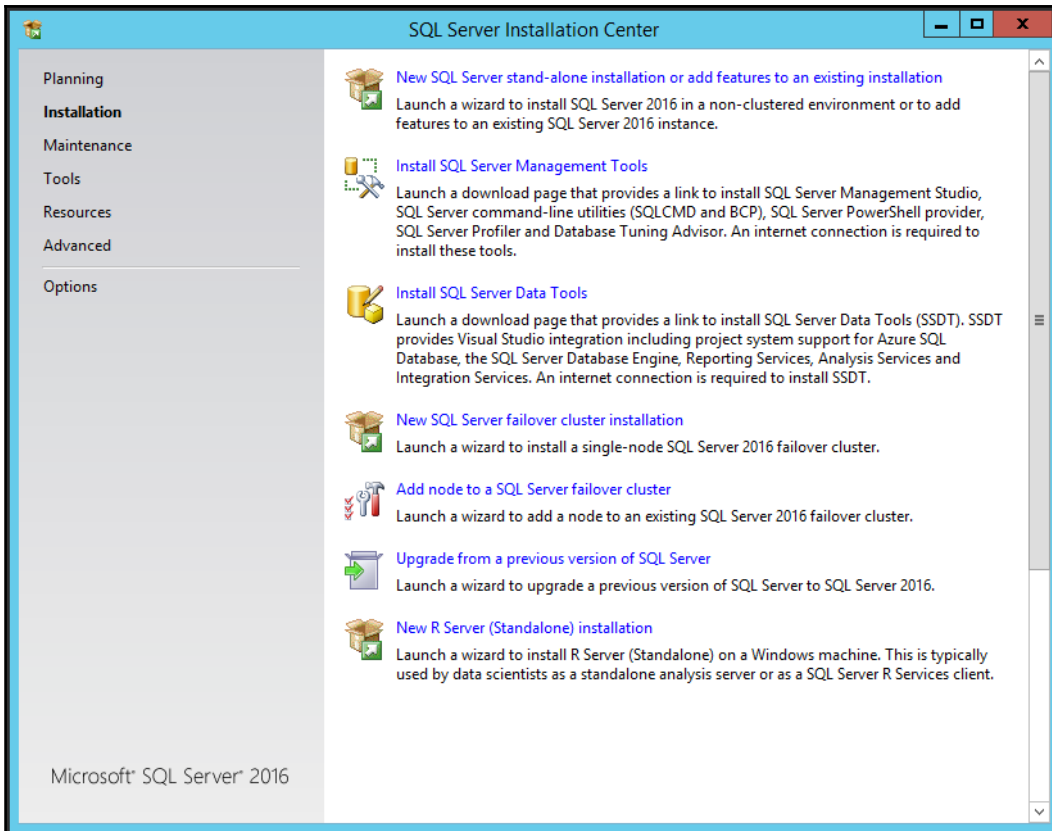 SQL Server Installation Center
Planning
Installation
Maintenance
Tools
Resources
Advanced
Options
New SQL Server stand-alone installation or add features to an existing installation
Launch a wizard to install SQL Server 2016 in a non-clustered environment or to add
features to an existing SQL Server 2016 instance.
Install SQL Server Management Tools
Launch a download page that provides a link to install SQL Server Management Studio,
SQL Server command-line utilities (SQLCMD and BCP), SQL Server PowerShell provider,
SQL Server Profiler and Database Tuning Advisor. An internet connection is required to
install these tools.
Install SQL Server Data Tools
Launch a download page that provides a link to install SQL Server Data Tools (SSDT). SSDT
provides Visual Studio integration including project system support for Azure SQL
Database, the SQL Server Database Engine, Reporting Services, Analysis Services and
Integration Services. An internet connection is required to install SSDT.
New SQL Server failover cluster installation
Launch a wizard to install a single-node SQL Server 2016 failover cluster.
Add node to a SQL Server failover cluster
Launch a wizard to add a node to an existing SQL Server 2016 failover cluster.
Upgrade from a previous version of SQL Server
Launch a wizard to upgrade a previous version of SQL Server to SQL Server 2016.
New R Server (Standalone) installation
Launch a wizard to install R Server (Standalone) on a Windows machine. This is typically
used by data scientists as a standalone analysis server or as a SQL Server R Services client.
Microsoft® SQL Server® 2016